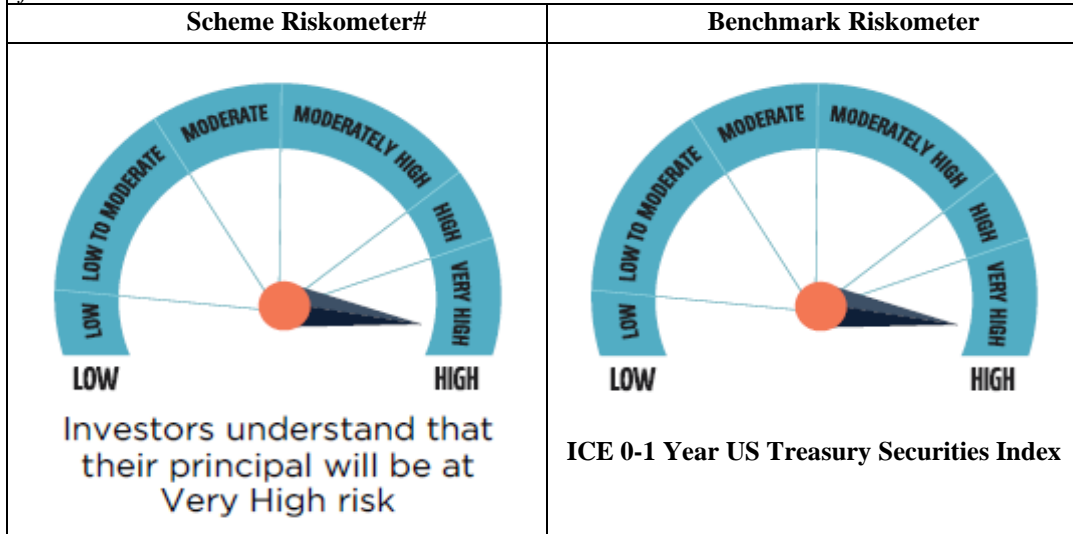 Scheme Riskometer#
Benchmark Riskometer
LOW
LOW TO MODERATE
MODERATE
MODERATELY HIGH
HIGH
VERY HIGH
LOW
HIGH
Investors understand that
their principal will be at
Very High risk
LOW
LOW TO MODERATE
MODERATE
MODERATELY HIGH
HIGH
VERY HIGH
LOW
HIGH
ICE 0-1 Year US Treasury Securities Index